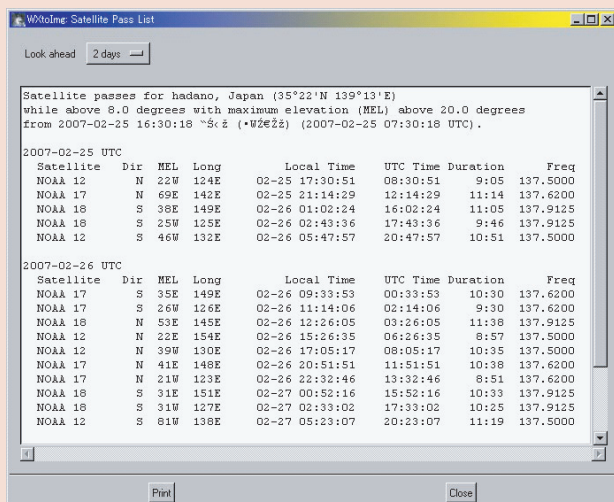 WXtoImg: Satellite Pass List
Look ahead 2 days
Satellite passes for hadano, Japan (35°22'N 139°13'E)
while above 8.0 degrees with maximum elevation (MEL) above 20.0 degrees
from 2007-02-25 16:30:18 (2007-02-25 07:30:18 UTC).
2007-02-25 UTC
Satellite Dir MEL Long Local Time UTC Time Duration Freq
NOAA 12 N 22W 124E 02-25 17:30:51 08:30:51 9:05 137.5000
NOAA 17 N 69E 142E 02-25 21:14:29 12:14:29 11:14 137.6200
NOAA 18 S 38E 149E 02-26 01:02:24 16:02:24 11:05 137.9125
NOAA 18 S 25W 125E 02-26 02:43:36 17:43:36 9:46 137.9125
NOAA 12 S 46W 132E 02-26 05:47:57 20:47:57 10:51 137.5000
2007-02-26 UTC
Satellite Dir MEL Long Local Time UTC Time Duration Freq
NOAA 17 S 35E 149E 02-26 09:33:53 00:33:53 10:30 137.6200
NOAA 17 S 26W 126E 02-26 11:14:06 02:14:06 9:30 137.6200
NOAA 18 N 53E 145E 02-26 12:26:05 03:26:05 11:38 137.9125
NOAA 12 N 22E 154E 02-26 15:26:35 06:26:35 8:57 137.5000
NOAA 12 N 39W 130E 02-26 17:05:17 08:05:17 10:35 137.5000
NOAA 17 N 41E 148E 02-26 20:51:51 11:51:51 10:38 137.6200
NOAA 17 N 21W 123E 02-26 22:32:46 13:32:46 8:51 137.6200
NOAA 18 S 31E 151E 02-27 00:52:16 15:52:16 10:33 137.9125
NOAA 18 S 31W 127E 02-27 02:33:02 17:33:02 10:25 137.9125
NOAA 12 S 81W 138E 02-27 05:23:07 20:23:07 11:19 137.5000
Print Close